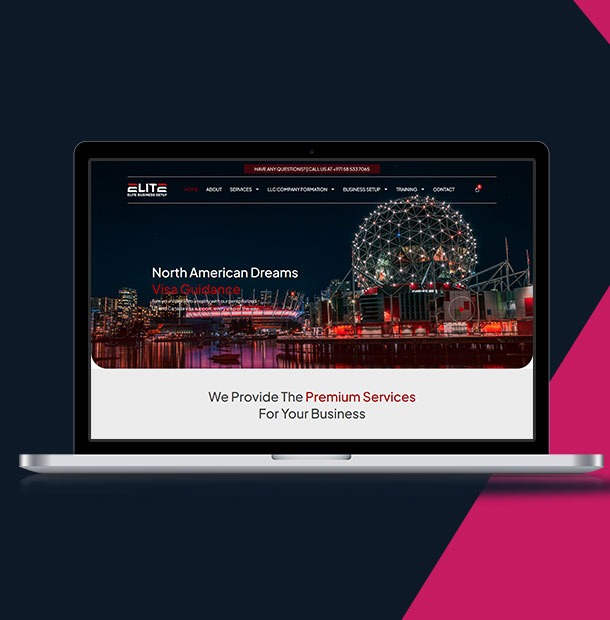 HAVE ANY QUESTIONS? | CALL US AT +971 58 533 7065
ELITE
ELITE BUSINESS SETUP
HOME ABOUT SERVICES LLC COMPANY FORMATION BUSINESS SETUP TRAINING CONTACT
North American Dreams
Visa Guidance
We Provide The Premium Services
For Your Business